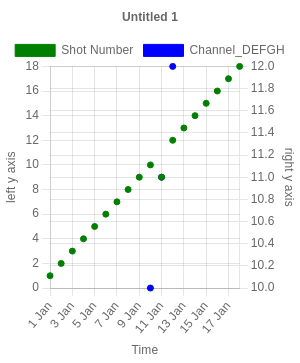 Untitled 1
Shot Number
Channel_DEFGH
18
16
14
12
10
8
6
4
2
0
left y axis
12.0
11.8
11.6
11.4
11.2
11.0
10.8
10.6
10.4
10.2
10.0
right y axis
1 Jan
3 Jan
5 Jan
7 Jan
9 Jan
11 Jan
13 Jan
15 Jan
17 Jan
Time